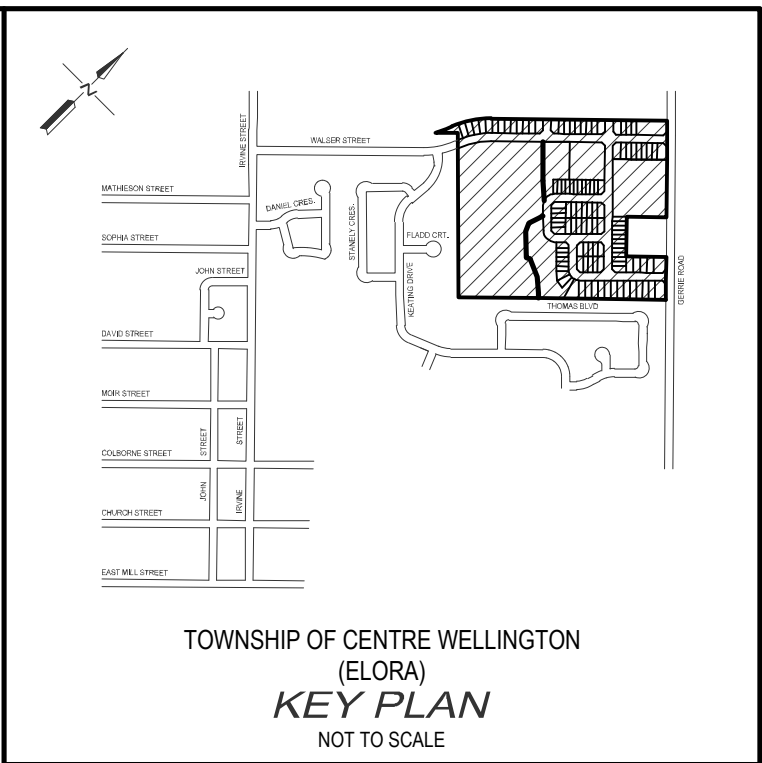 N
IRVINE STREET
WALSER STREET
MATHIESON STREET
DANIEL CRES.
STANELY CRES.
SOPHIA STREET
FLADD CRT.
JOHN STREET
KEATING DRIVE
GERRIE ROAD
THOMAS BLVD
DAVID STREET
MOIR STREET
JOHN STREET
IRVINE STREET
COLBORNE STREET
CHURCH STREET
EAST MILL STREET
TOWNSHIP OF CENTRE WELLINGTON
(ELORA)
KEY PLAN
NOT TO SCALE